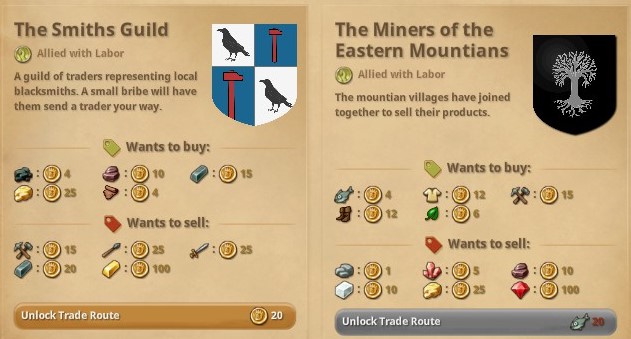 The Smiths Guild
Allied with Labor
A guild of traders representing local
blacksmiths. A small bribe will have
them send a trader your way.
Wants to buy:
: 4 : 10 : 15
: 25 : 4
Wants to sell:
: 15 : 25 : 25
: 20 : 100
Unlock Trade Route 20
The Miners of the
Eastern Mountians
Allied with Labor
The mountian villages have joined
together to sell their products.
Wants to buy:
: 4 : 12 : 15
: 12 : 6
Wants to sell:
: 1 : 5 : 10
: 10 : 25 : 100
Unlock Trade Route 20